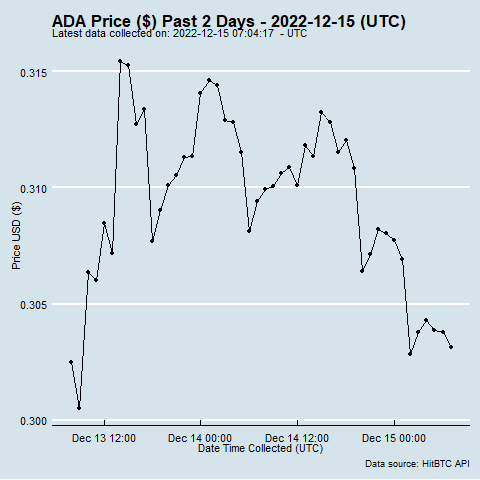 ADA Price ($) Past 2 Days - 2022-12-15 (UTC)
Latest data collected on: 2022-12-15 07:04:17  - UTC
0.315
0.310
0.305
0.300
Price USD ($)
Dec 13 12:00 Dec 14 00:00 Dec 14 12:00 Dec 15 00:00
Date Time Collected (UTC)
Data source: HitBTC API